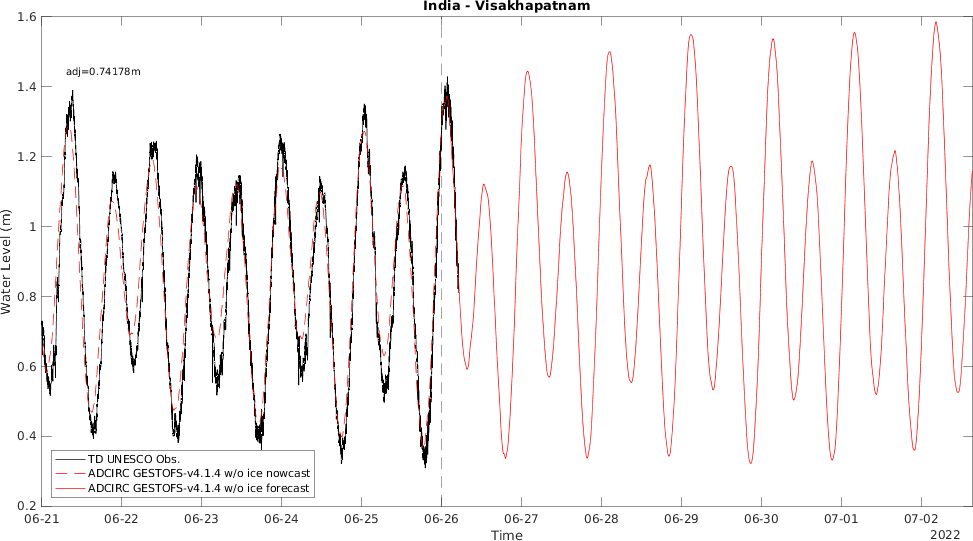 India - Visakhapatnam
adj=0.74178m
Water Level (m)
1.6
1.4
1.2
1
0.8
0.6
0.4
0.2
TD UNESCO Obs.
ADCIRC GESTOFS-v4.1.4 w/o ice nowcast
ADCIRC GESTOFS-v4.1.4 w/o ice forecast
06-21 06-22 06-23 06-24 06-25 06-26 06-27 06-28 06-29 06-30 07-01 07-02
Time
2022